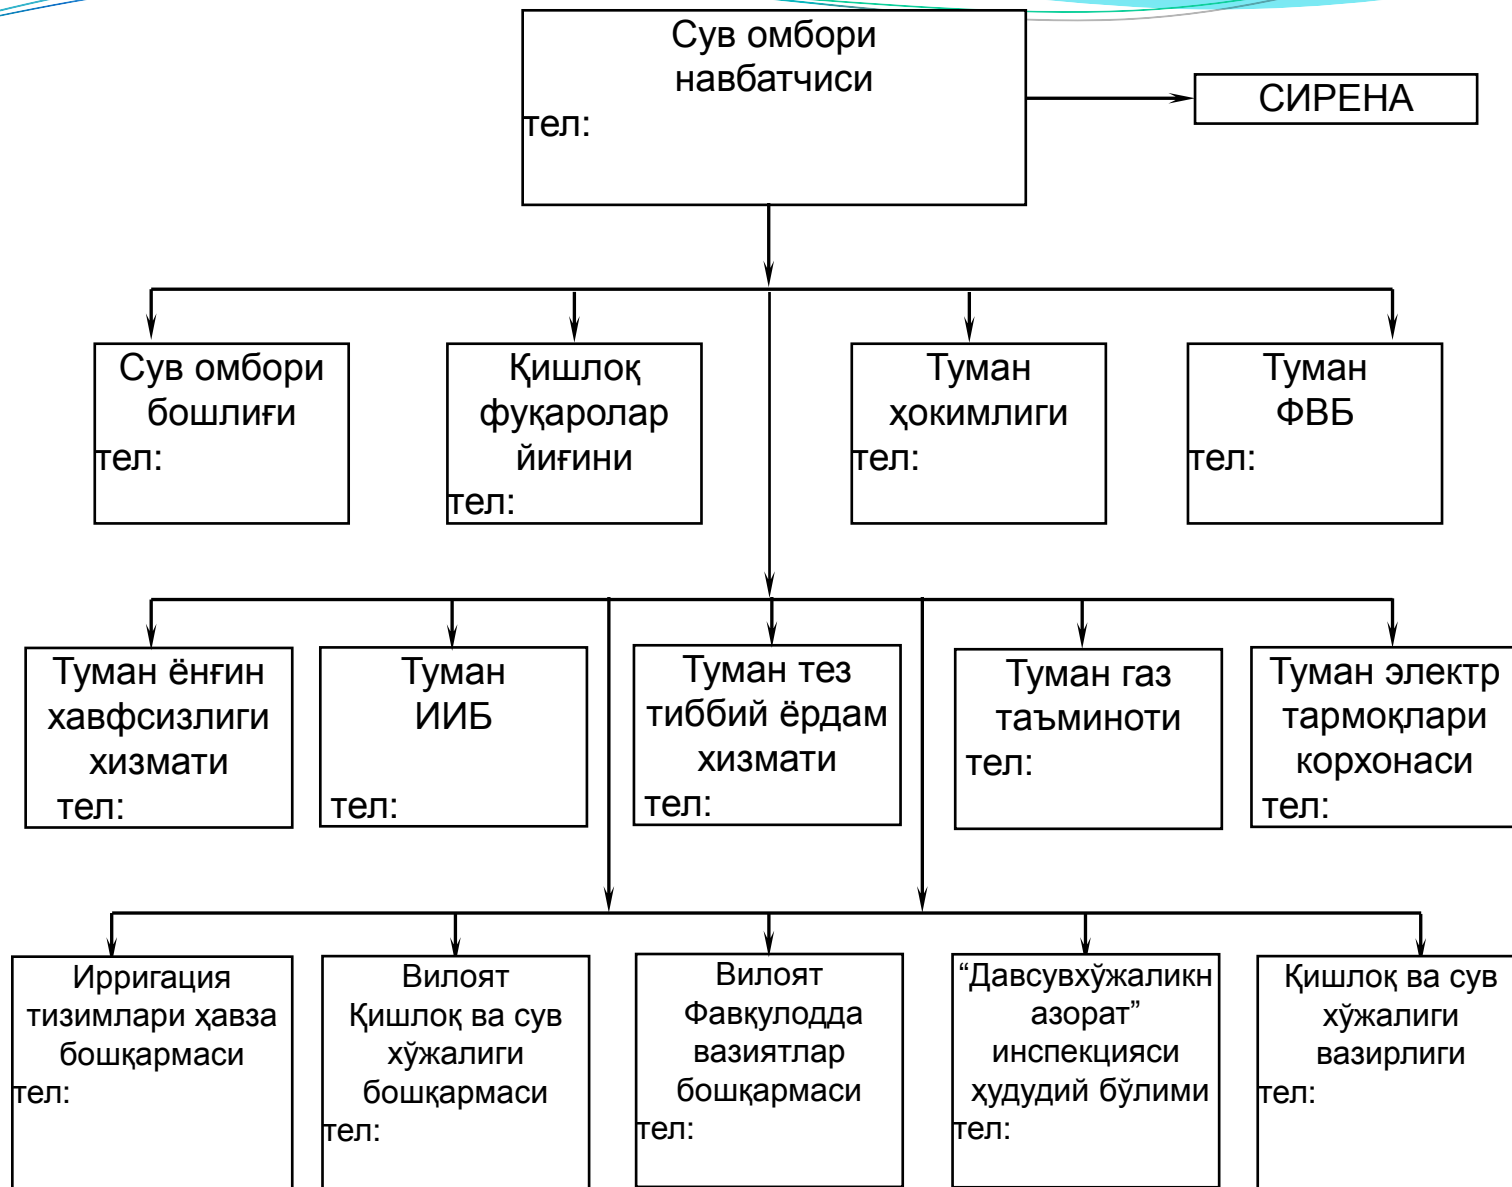 Сув омбори
навбатчиси
тел:
СИРЕНА
Сув омбори
бошлиғи
тел:
Қишлоқ
фуқаролар
йиғини
тел:
Туман
ҳокимлиги
тел:
Туман
ФВБ
тел:
Туман ёнғин
хавфсизлиги
хизмати
тел:
Туман
ИИБ
тел:
Туман тез
тиббий ёрдам
хизмати
тел:
Туман газ
таъминоти
тел:
Туман электр
тармоқлари
корхонаси
тел:
Ирригация
тизимлари ҳавза
бошқармаси
тел:
Вилоят
Қишлоқ ва сув
хўжалиги
бошқармаси
тел:
Вилоят
Фавқулодда
вазиятлар
бошқармаси
тел:
“Давсувхўжаликн
азорат”
инспекцияси
ҳудудий бўлими
тел:
Қишлоқ ва сув
хўжалиги
вазирлиги
тел: